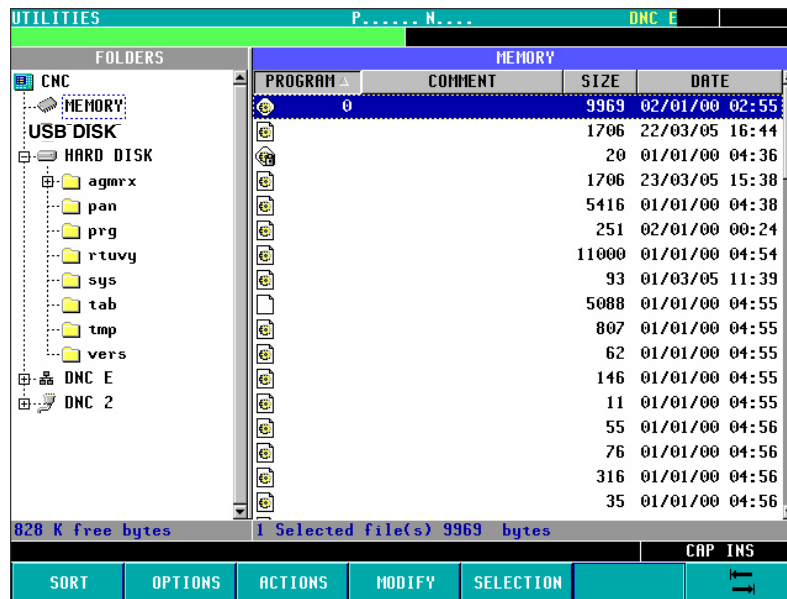 UTILITIES P...... N.... DNC E
FOLDERS
CNC
MEMORY
USB DISK
HARD DISK
agmrx
pan
prg
rtuvy
sys
tab
tmp
vers
DNC E
DNC 2
828 K free bytes
MEMORY
PROGRAM COMMENT SIZE DATE
0 9969 02/01/00 02:55
1706 22/03/05 16:44
20 01/01/00 04:36
1706 23/03/05 15:38
5416 01/01/00 04:38
251 02/01/00 00:24
11000 01/01/00 04:54
93 01/03/05 11:39
5088 01/01/00 04:55
807 01/01/00 04:55
62 01/01/00 04:55
146 01/01/00 04:55
11 01/01/00 04:55
55 01/01/00 04:56
76 01/01/00 04:56
316 01/01/00 04:56
35 01/01/00 04:56
1 Selected file(s) 9969 bytes
CAP INS
SORT OPTIONS ACTIONS MODIFY SELECTION